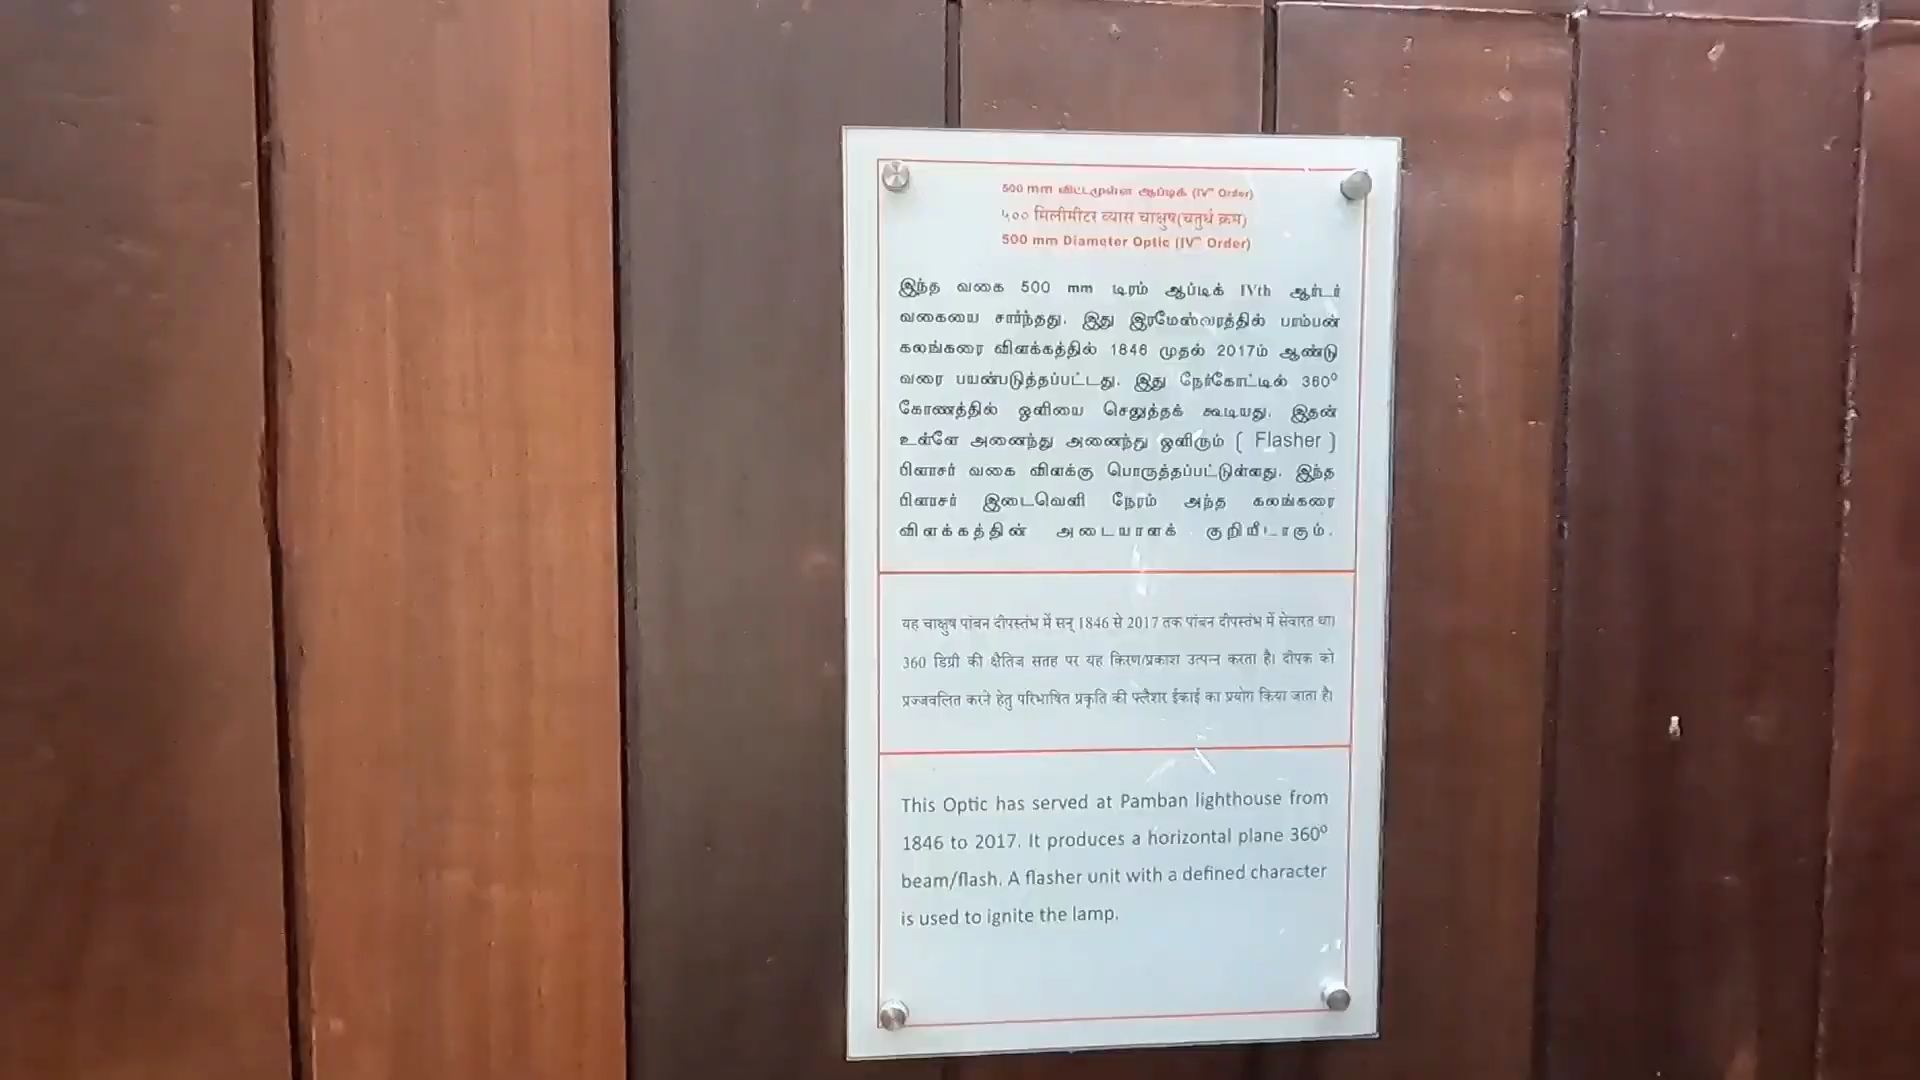 500 mm விட்டமுள்ள ஆப்டிக் (IVth Order)
५०० मिलीमीटर व्यास चाक्षुष(चतुर्थ क्रम)
500 mm Diameter Optic (IVth Order)
இந்த வகை 500 mm டிரம் ஆப்டிக் IVth ஆர்டர்
வகையை சார்ந்தது. இது இரமேஸ்வரத்தில் பாம்பன்
கலங்கரை விளக்கத்தில் 1846 முதல் 2017ம் ஆண்டு
வரை பயன்படுத்தப்பட்டது. இது நேர்கோட்டில் 360⁰
கோணத்தில் ஒளியை செலுத்தக் கூடியது. இதன்
உள்ளே அணைந்து அணைந்து ஒளிரும் ( Flasher )
பிளாசர் வகை விளக்கு பொருத்தப்பட்டுள்ளது. இந்த
பிளாசர் இடைவெளி நேரம் அந்த கலங்கரை
விளக்கத்தின் அடையாளக் குறியீடாகும்.
यह चाक्षुष पांबन दीपस्तंभ में सन् 1846 से 2017 तक पांबन दीपस्तंभ में सेवारत था।
360 डिग्री की क्षैतिज सतह पर यह किरण/प्रकाश उत्पन्न करता है। दीपक को
प्रज्जवलित करने हेतु परिभाषित प्रकृति की फ्लैशर ईकाई का प्रयोग किया जाता है।
This Optic has served at Pamban lighthouse from
1846 to 2017. It produces a horizontal plane 360⁰
beam/flash. A flasher unit with a defined character
is used to ignite the lamp.